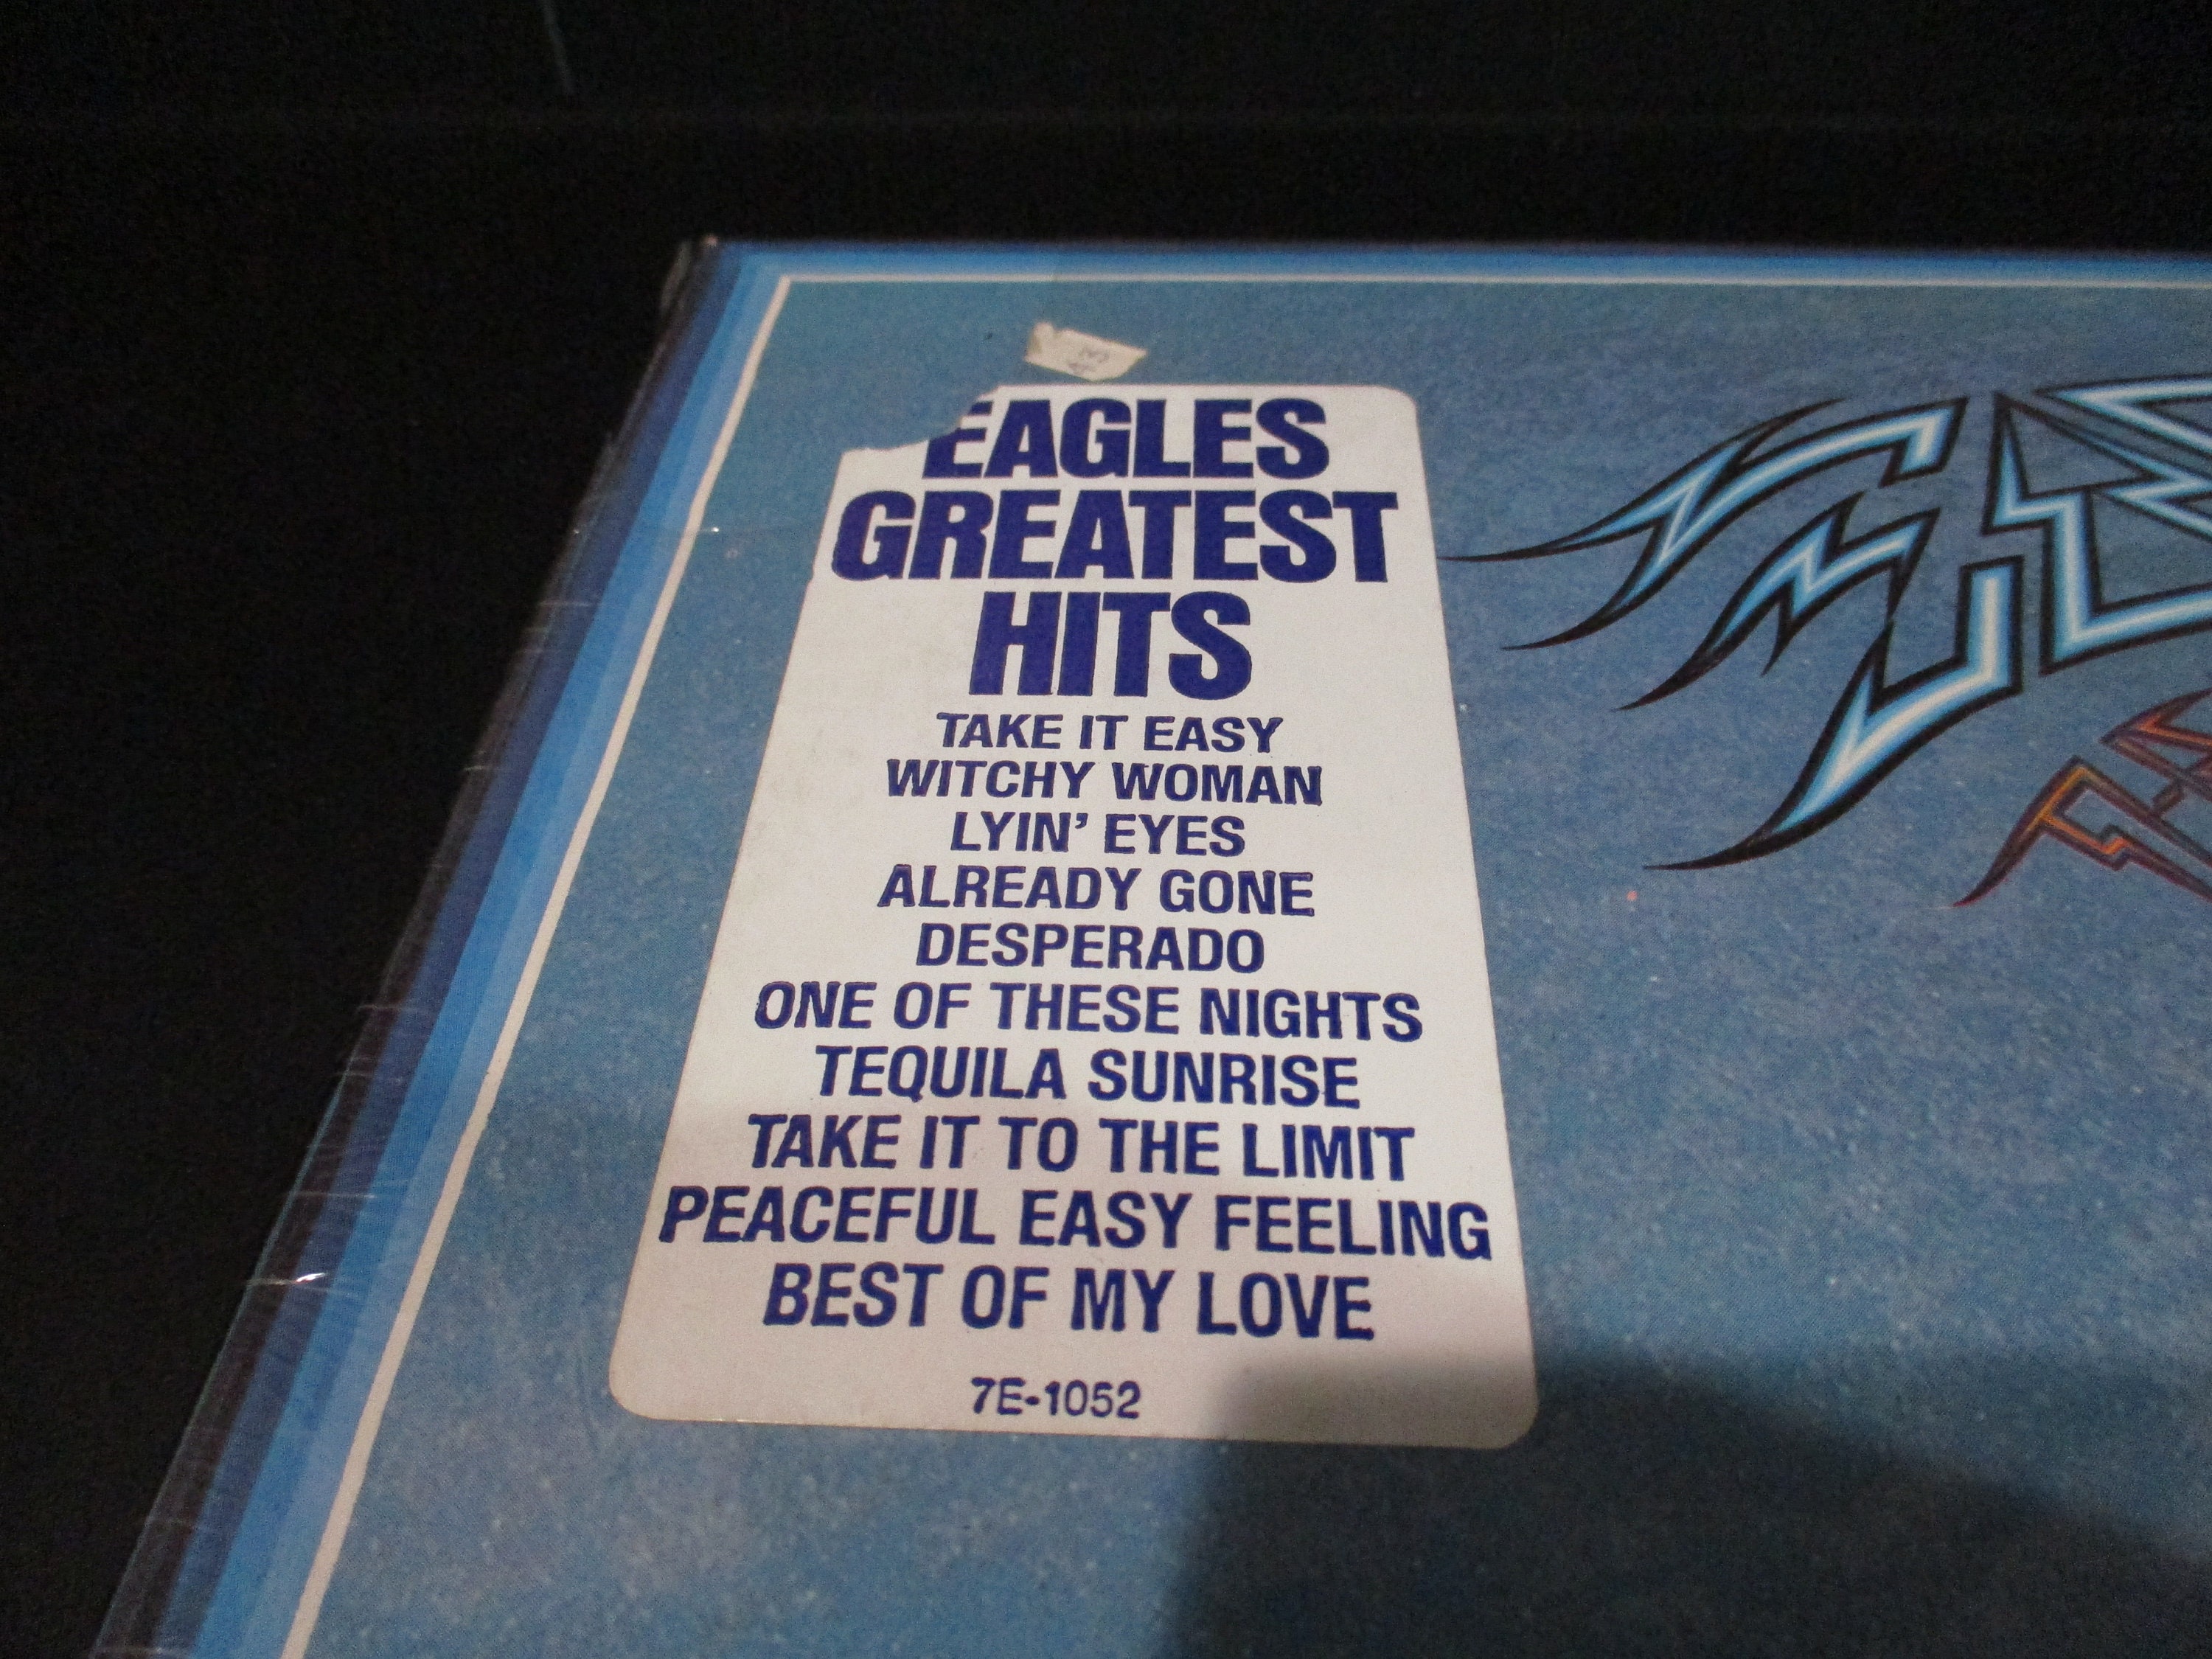 EAGLES
GREATEST
HITS
TAKE IT EASY
WITCHY WOMAN
LYIN' EYES
ALREADY GONE
DESPERADO
ONE OF THESE NIGHTS
TEQUILA SUNRISE
TAKE IT TO THE LIMIT
PEACEFUL EASY FEELING
BEST OF MY LOVE
7E-1052